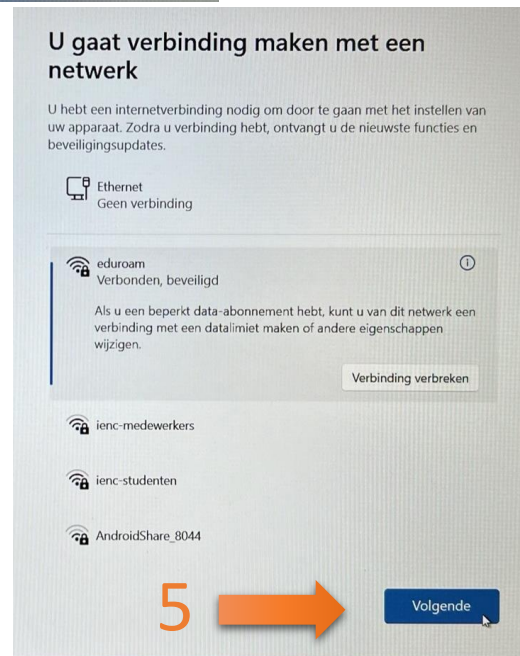 U gaat verbinding maken met een
netwerk
U hebt een internetverbinding nodig om door te gaan met het instellen van
uw apparaat. Zodra u verbinding hebt, ontvangt u de nieuwste functies en
beveiligingsupdates.
Ethernet
Geen verbinding
eduroam
Verbonden, beveiligd
Als u een beperkt data-abonnement hebt, kunt u van dit netwerk een
verbinding met een datalimiet maken of andere eigenschappen
wijzigen.
Verbinding verbreken
ienc-medewerkers
ienc-studenten
AndroidShare_8044
5
Volgende